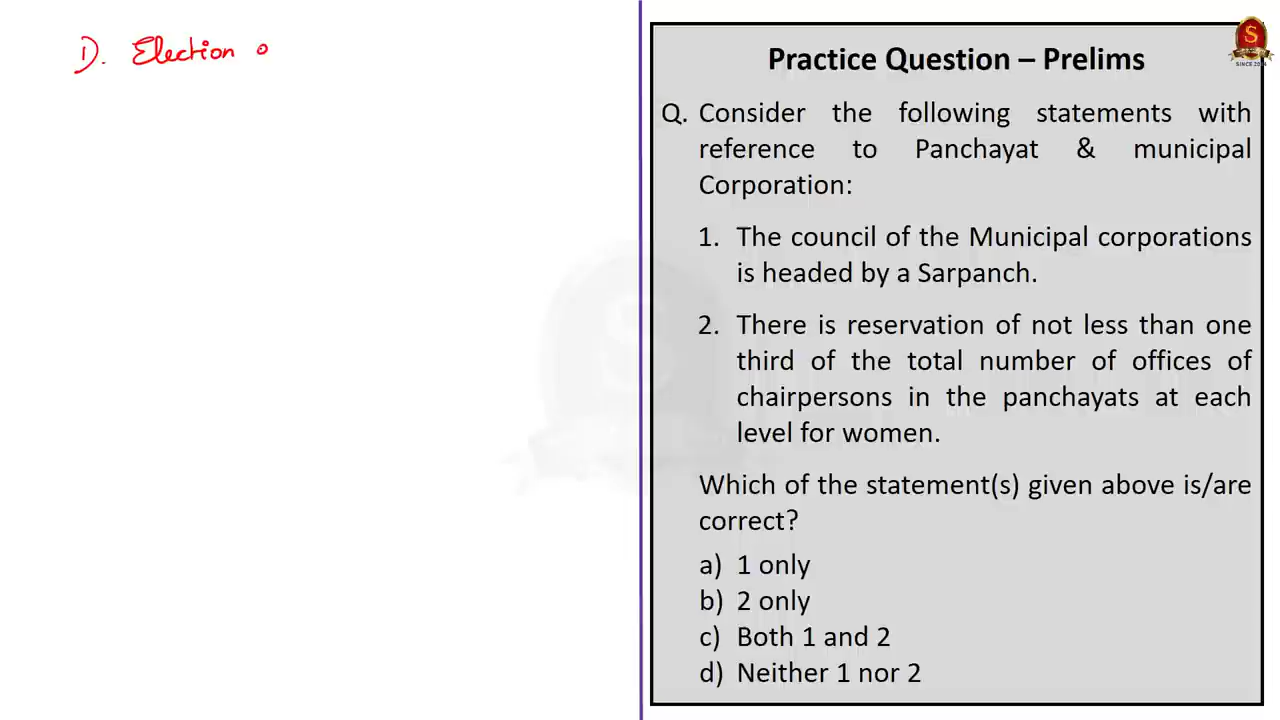 D. Election o
Practice Question – Prelims
Q. Consider the following statements with
reference to Panchayat & municipal
Corporation:
1. The council of the Municipal corporations
is headed by a Sarpanch.
2. There is reservation of not less than one
third of the total number of offices of
chairpersons in the panchayats at each
level for women.
Which of the statement(s) given above is/are
correct?
a) 1 only
b) 2 only
c) Both 1 and 2
d) Neither 1 nor 2
S